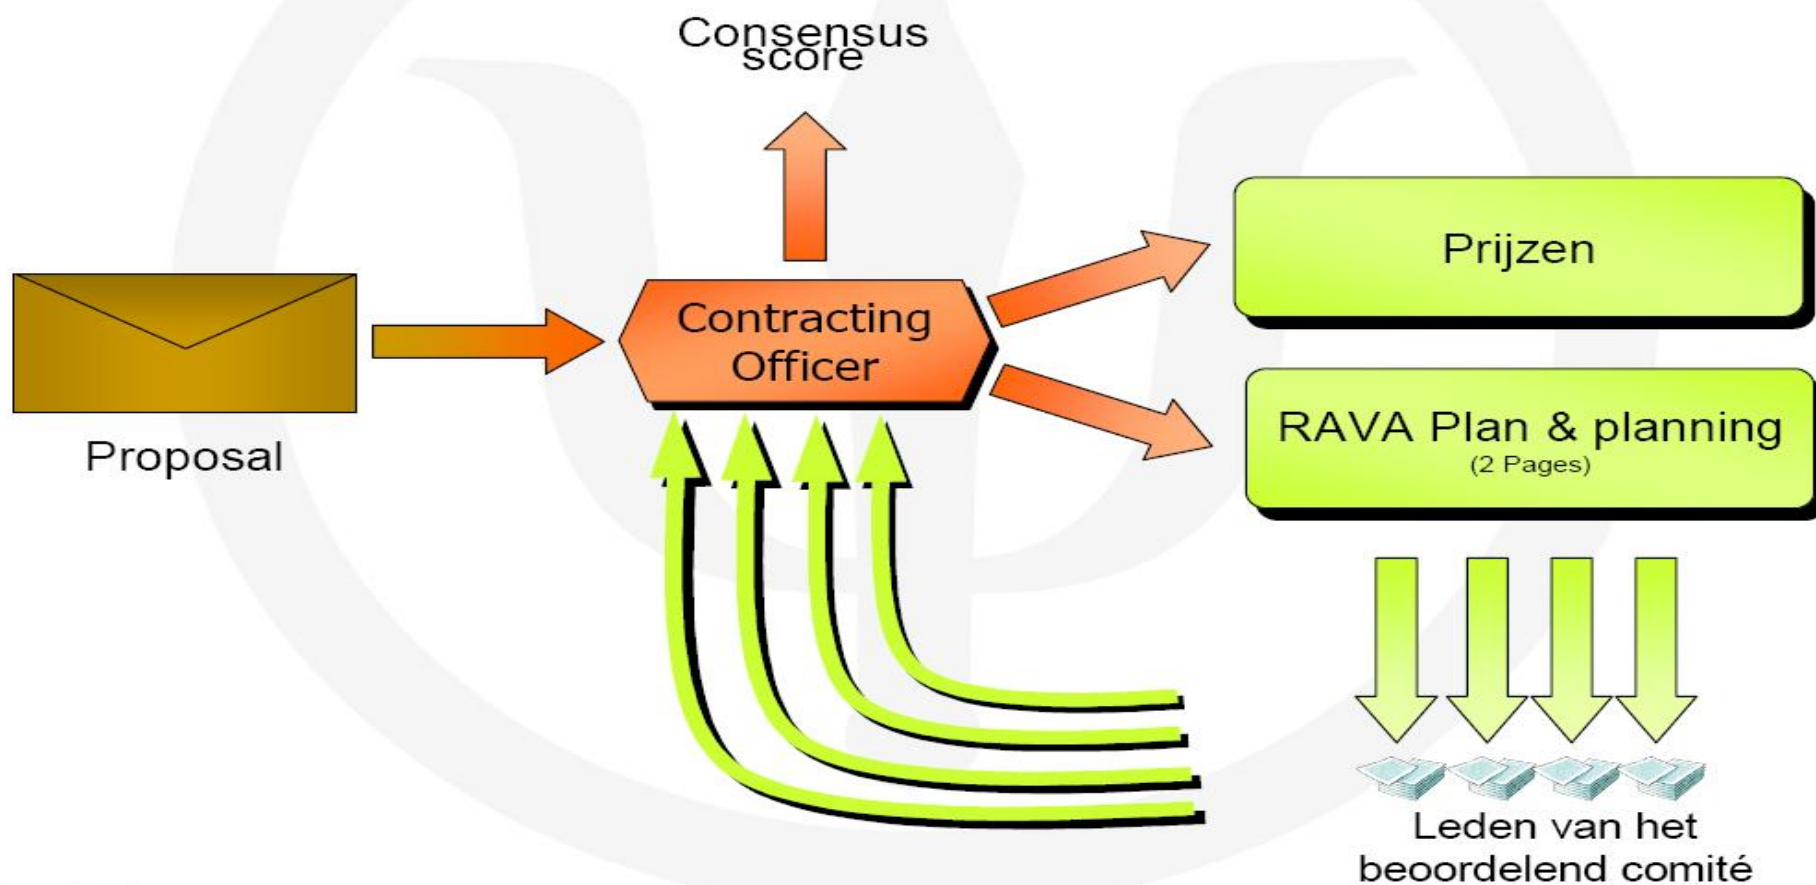 Consensus
score
Proposal
Contracting
Officer
Prijzen
RAVA Plan & planning
(2 Pages)
Leden van het
beoordelend comité